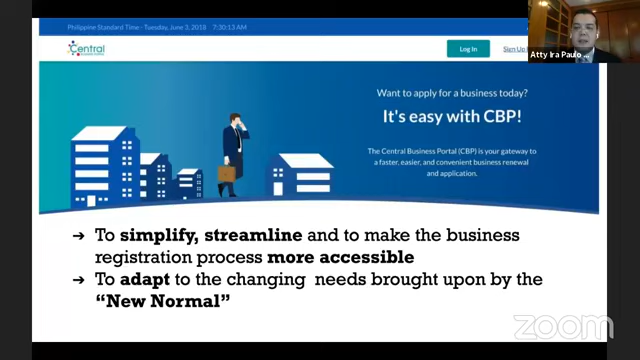 Philippine Standard Time - Tuesday, June 3, 2018 7:30:13 AM
Central
Log In
Sign Up
Atty Ira Paulo
Want to apply for a business today?
It's easy with CBP!
The Central Business Portal (CBP) is your gateway to
a faster, easier, and convenient business renewal
and application.
➔ To simplify, streamline and to make the business
registration process more accessible
➔ To adapt to the changing needs brought upon by the
“New Normal”
zoom